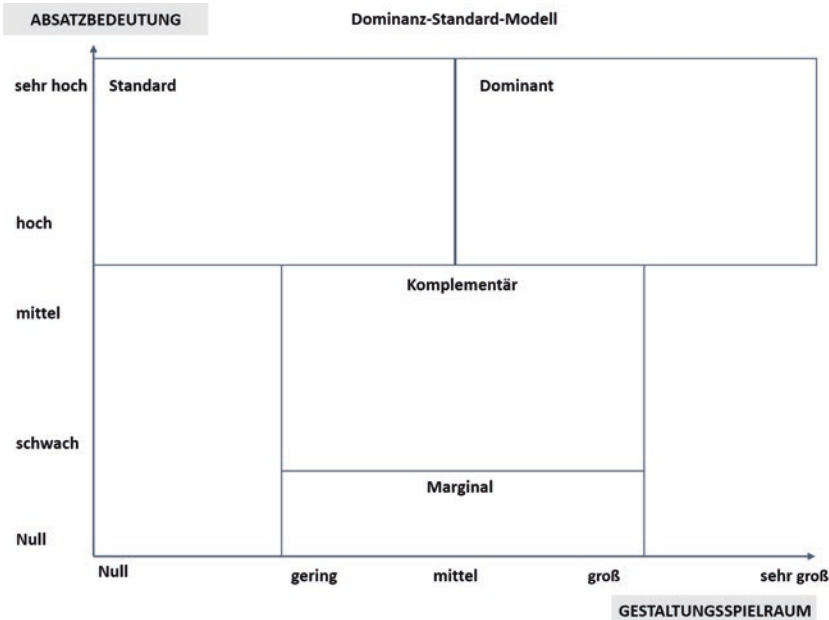 ABSATZBEDEUTUNG
Dominanz-Standard-Modell
sehr hoch
Standard
Dominant
hoch
Komplementär
mittel
schwach
Marginal
Null
Null
gering
mittel
groß
sehr groß
GESTALTUNGSSPIELRAUM